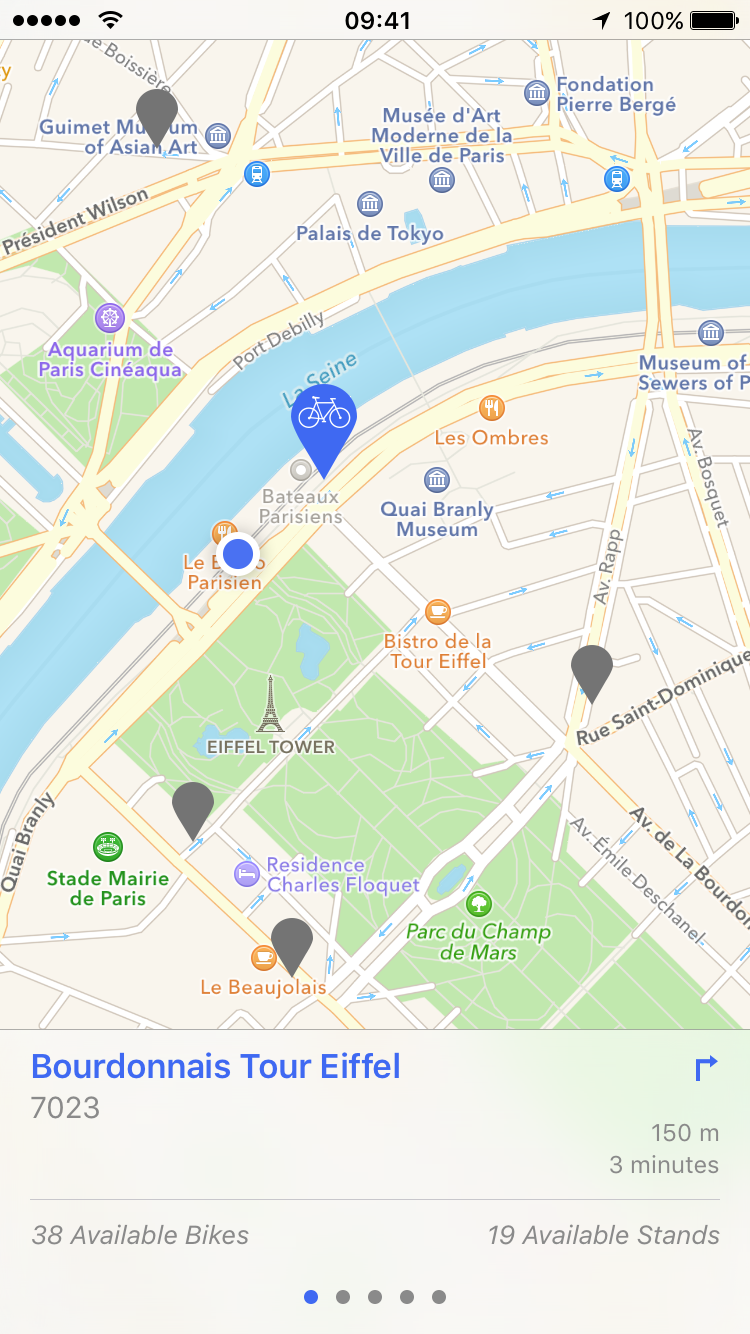 09:41
100%
de Boissière
Fondation
Pierre Bergé
Musée d'Art
Moderne de la
Ville de Paris
Guimet Museum
of Asian Art
Président Wilson
Palais de Tokyo
Aquarium de
Paris Cinéaqua
Port Debilly
La Seine
Museum of
Sewers of P
Les Ombres
Av. Bosquet
Bateaux
Parisiens
Quai Branly
Museum
Le
Parisien
Av. Rapp
Bistro de la
Tour Eiffel
Rue Saint-Dominique
EIFFEL TOWER
Quai Branly
Stade Mairie
de Paris
Residence
Charles Floquet
Av. de La Bourdon
Av. Émile Deschanel
Parc du Champ
de Mars
Le Beaujolais
Bourdonnais Tour Eiffel
7023
150 m
3 minutes
38 Available Bikes
19 Available Stands